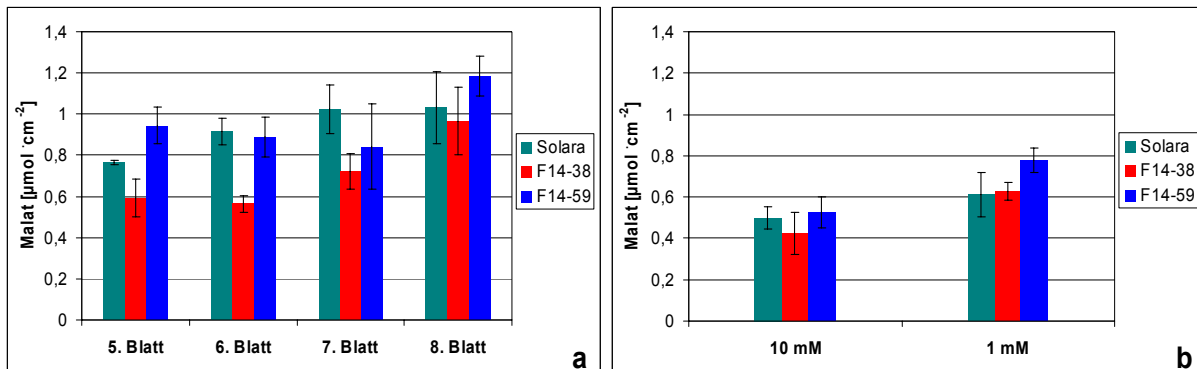 1,4
1,2
1
0,8
0,6
0,4
0,2
0
Malat [µmol·cm⁻²]
5. Blatt 6. Blatt 7. Blatt 8. Blatt
Solara
F14-38
F14-59
a
1,4
1,2
1
0,8
0,6
0,4
0,2
0
Malat [µmol·cm⁻²]
10 mM 1 mM
Solara
F14-38
F14-59
b